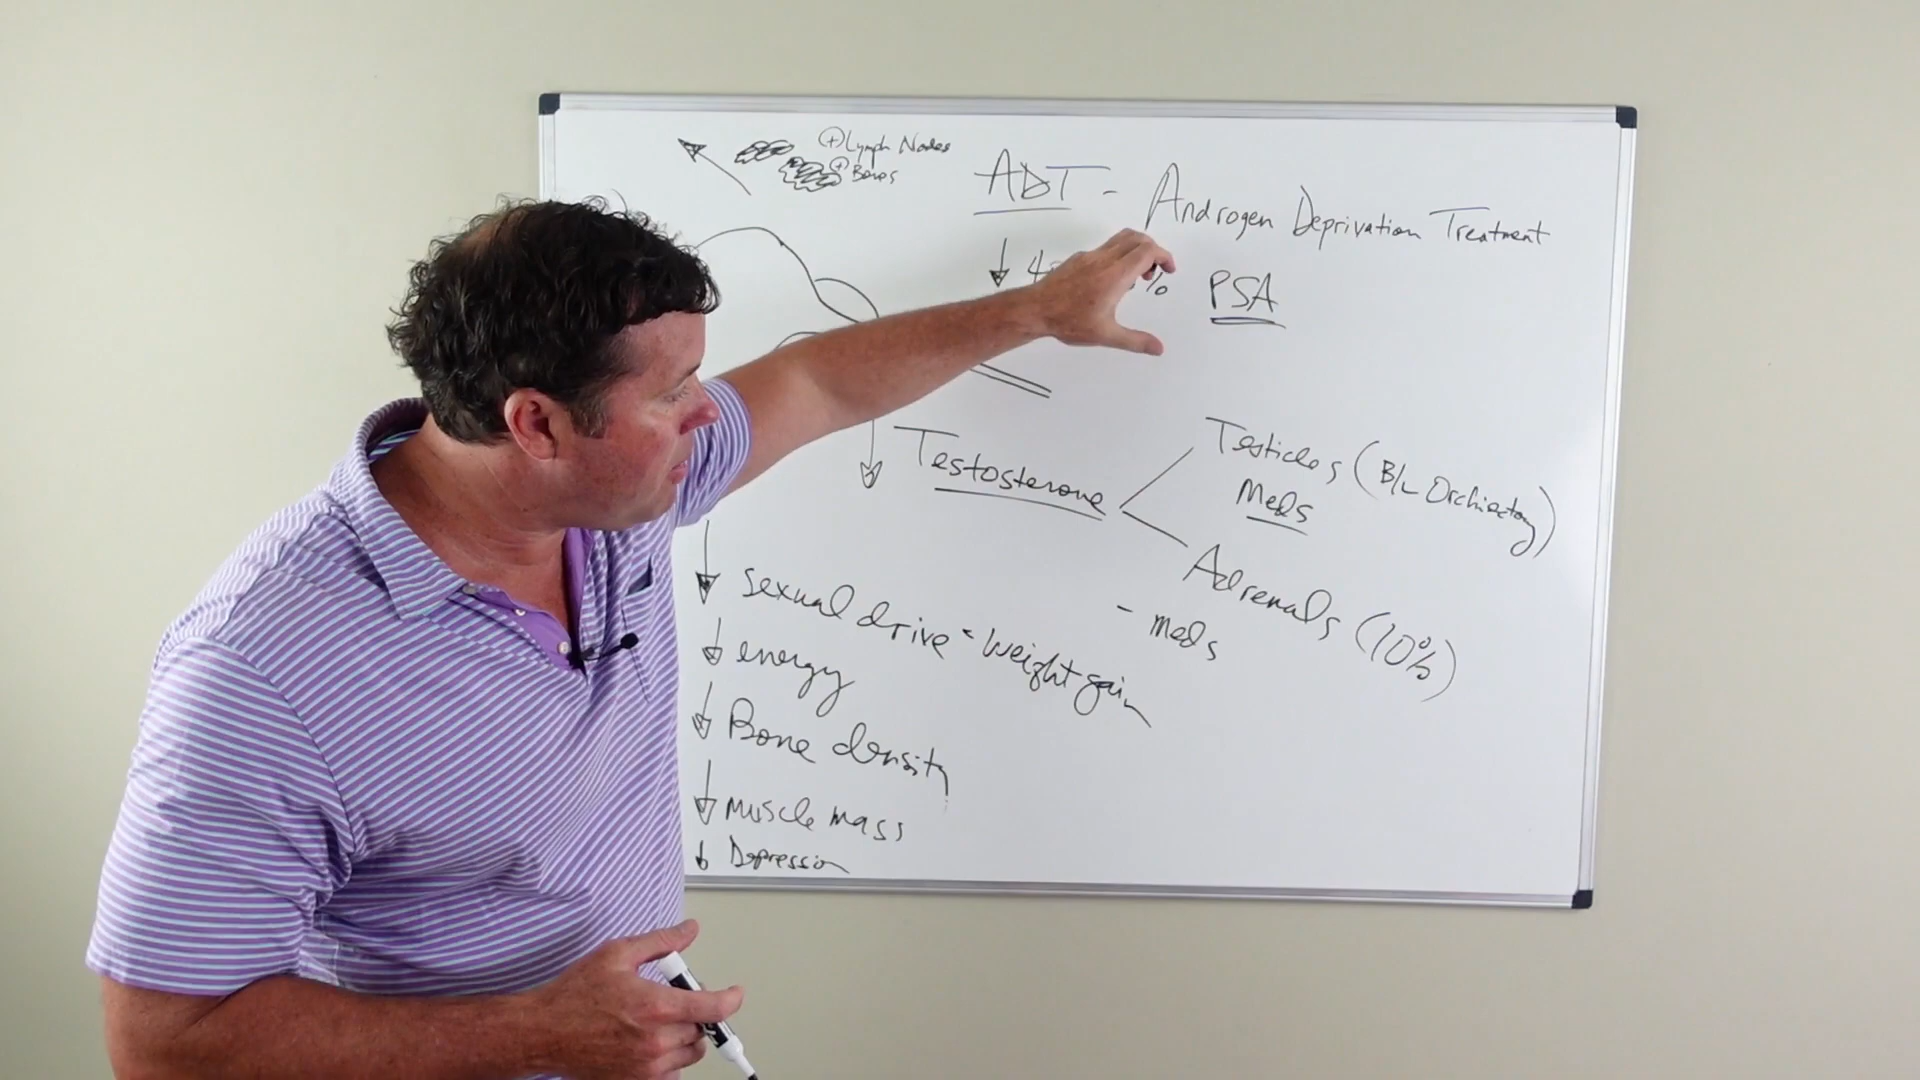 + Lymph Nodes
+ Bones
ADT - Androgen Deprivation Treatment
↓ 4 % PSA
↓ Testosterone
Testicles (B/L Orchiectomy)
Meds
Adrenals (10%)
- meds
↓ sexual drive - Weight gain
↓ energy
↓ Bone density
↓ muscle mass
↓ Depression